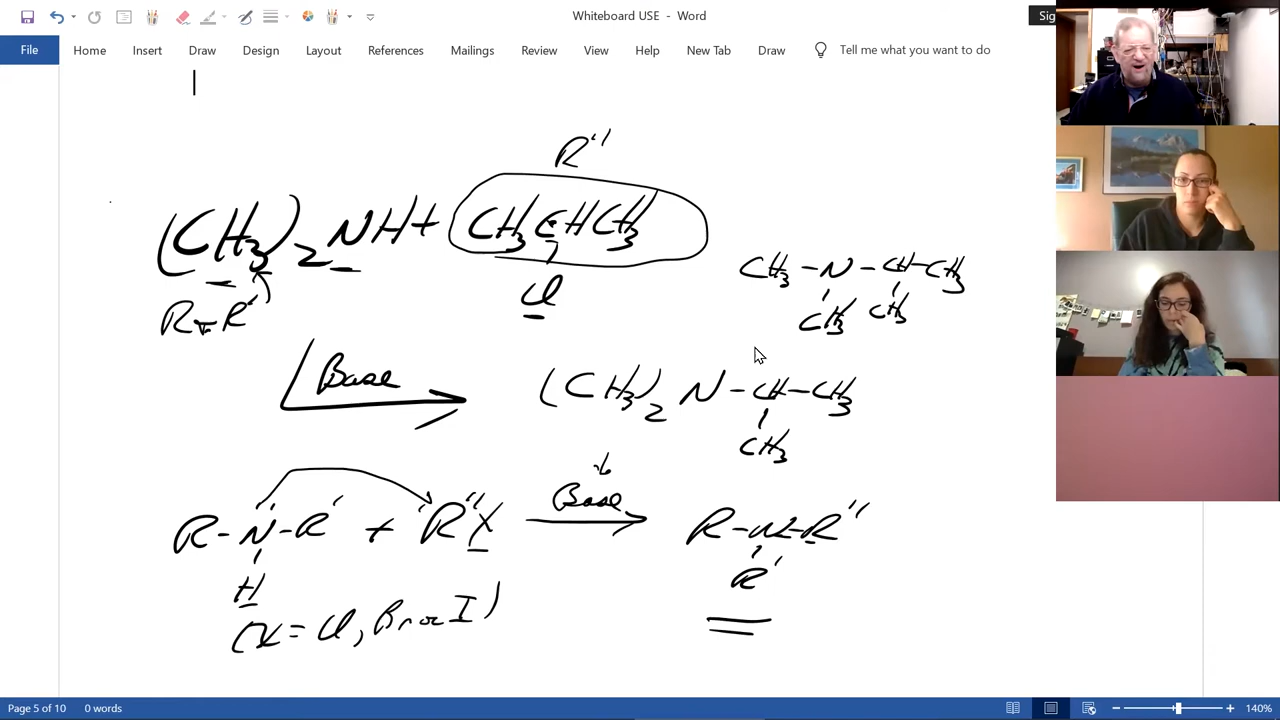 Whiteboard USE - Word
Sig
File Home Insert Draw Design Layout References Mailings Review View Help New Tab Draw Tell me what you want to do
R''
(CH3)2NH + CH3CHCH3
Cl
R + R'
CH3 - N - CH - CH3
CH3 CH3
Base
(CH3)2 N - CH - CH3
CH3
R - N - R' + R''X
Base
R - N - R''
H
R'
(X = Cl, Br or I)
Page 5 of 10 0 words 140%